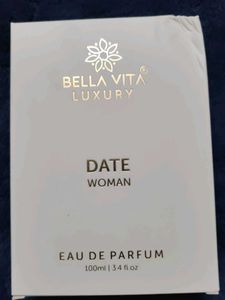 BELLA VITA®
LUXURY
DATE
WOMAN
EAU DE PARFUM
100ml | 3.4 fl oz